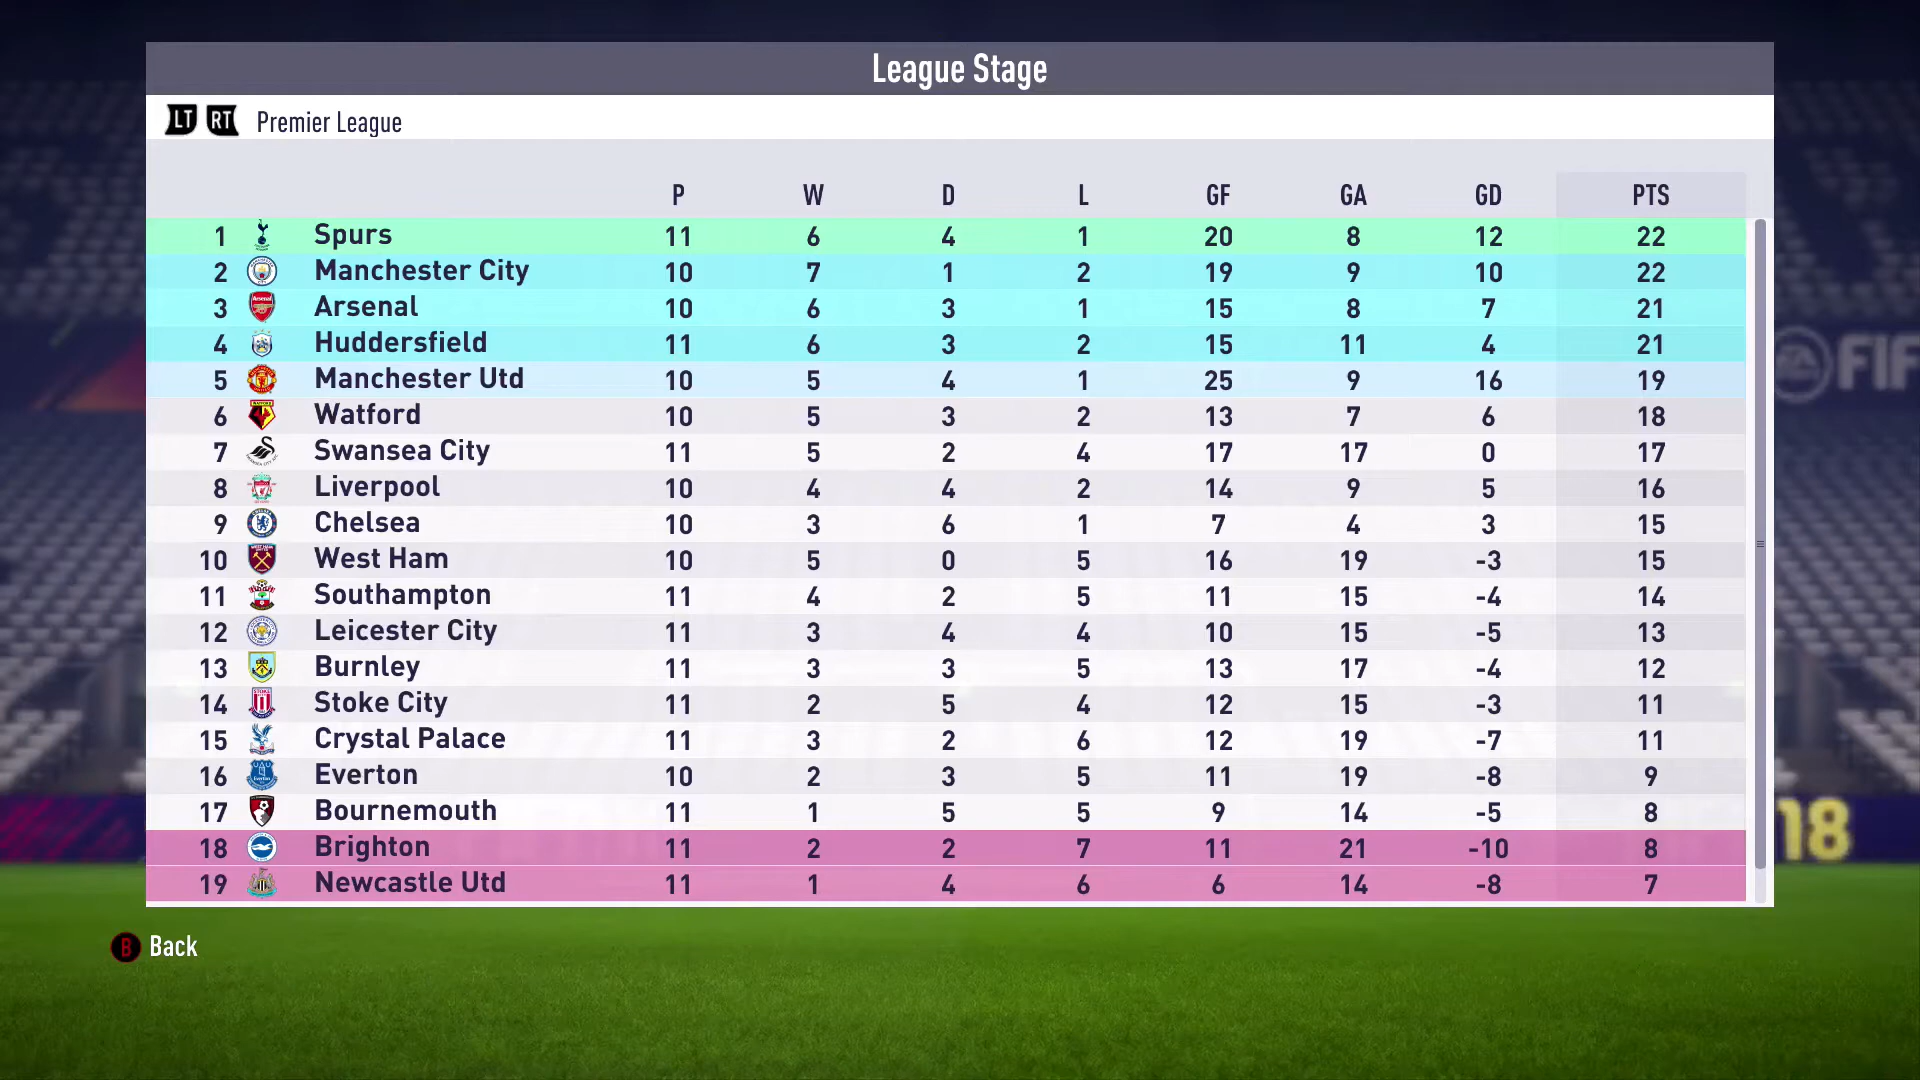 League Stage
LT RT Premier League
P W D L GF GA GD PTS
1 Spurs 11 6 4 1 20 8 12 22
2 Manchester City 10 7 1 2 19 9 10 22
3 Arsenal 10 6 3 1 15 8 7 21
4 Huddersfield 11 6 3 2 15 11 4 21
5 Manchester Utd 10 5 4 1 25 9 16 19
6 Watford 10 5 3 2 13 7 6 18
7 Swansea City 11 5 2 4 17 17 0 17
8 Liverpool 10 4 4 2 14 9 5 16
9 Chelsea 10 3 6 1 7 4 3 15
10 West Ham 10 5 0 5 16 19 -3 15
11 Southampton 11 4 2 5 11 15 -4 14
12 Leicester City 11 3 4 4 10 15 -5 13
13 Burnley 11 3 3 5 13 17 -4 12
14 Stoke City 11 2 5 4 12 15 -3 11
15 Crystal Palace 11 3 2 6 12 19 -7 11
16 Everton 10 2 3 5 11 19 -8 9
17 Bournemouth 11 1 5 5 9 14 -5 8
18 Brighton 11 2 2 7 11 21 -10 8
19 Newcastle Utd 11 1 4 6 6 14 -8 7
B Back
EA FIF
18